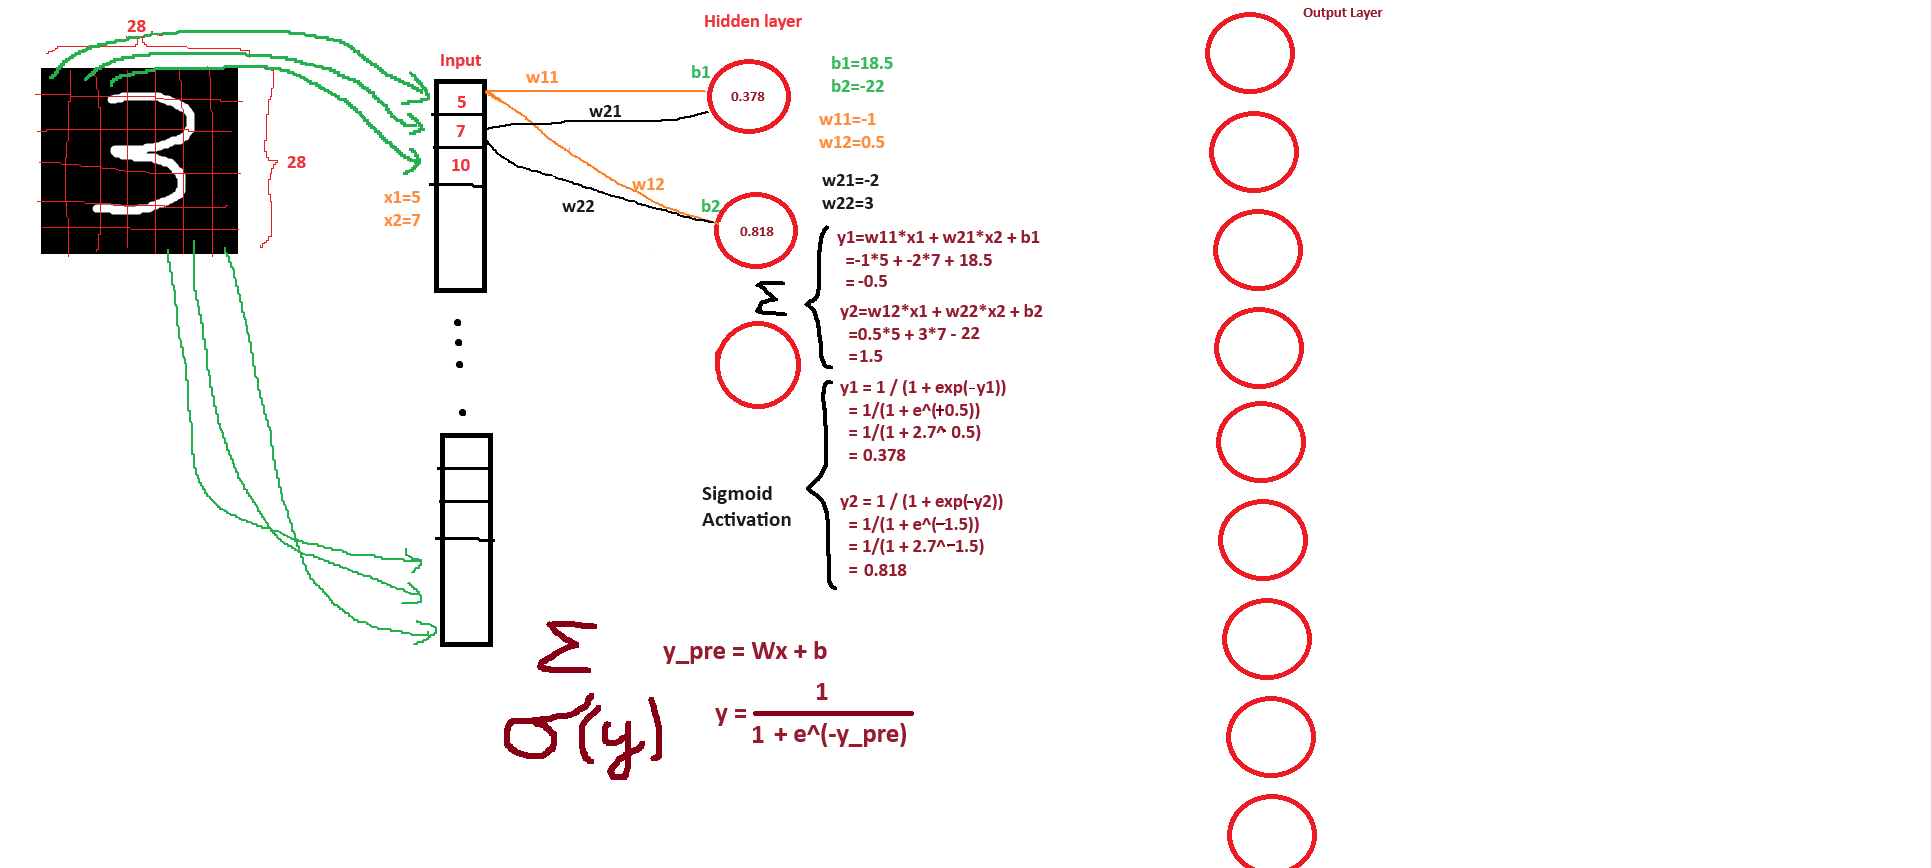 28
28
Input
5
7
10
x1=5
x2=7
Hidden layer
w11
w21
w12
w22
b1
0.378
b2
0.818
b1=18.5
b2=-22
w11=-1
w12=0.5
w21=-2
w22=3
Σ
y1=w11*x1 + w21*x2 + b1
=-1*5 + -2*7 + 18.5
= -0.5
y2=w12*x1 + w22*x2 + b2
=0.5*5 + 3*7 - 22
=1.5
Sigmoid
Activation
y1 = 1 / (1 + exp(-y1))
= 1/(1 + e^(+0.5))
= 1/(1 + 2.7^ 0.5)
= 0.378
y2 = 1 / (1 + exp(-y2))
= 1/(1 + e^(-1.5))
= 1/(1 + 2.7^-1.5)
= 0.818
Σ
y_pre = Wx + b
σ(y)
y = 1 / 1 + e^(-y_pre)
Output Layer
3